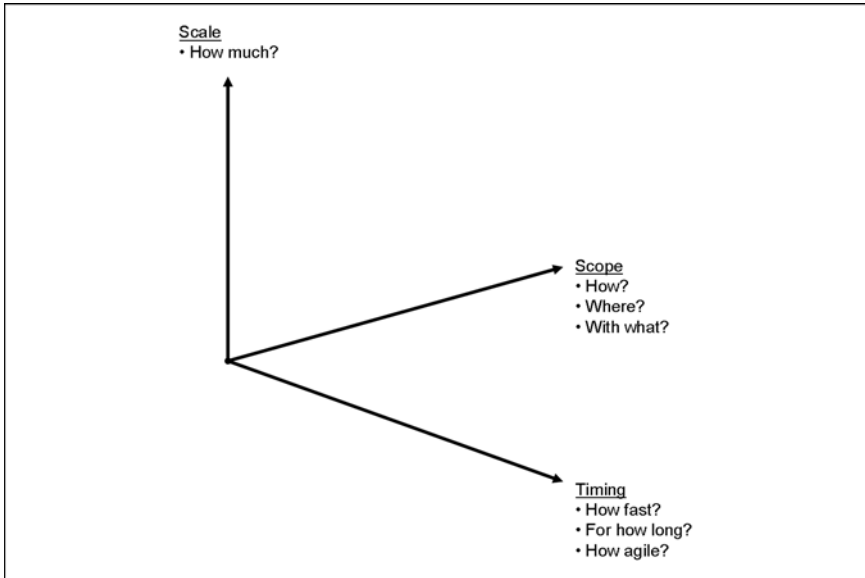 Scale
• How much?
Scope
• How?
• Where?
• With what?
Timing
• How fast?
• For how long?
• How agile?